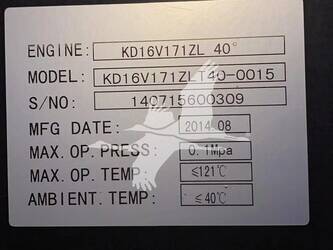 ENGINE: KD16V171ZL 40°
MODEL: KD16V171ZLT40-0015
S/NO: 140715600309
MFG DATE: 2014.08
MAX. OP. PRESS: 0.1Mpa
MAX. OP. TEMP: ≤121℃
AMBIENT. TEMP: ≤40℃